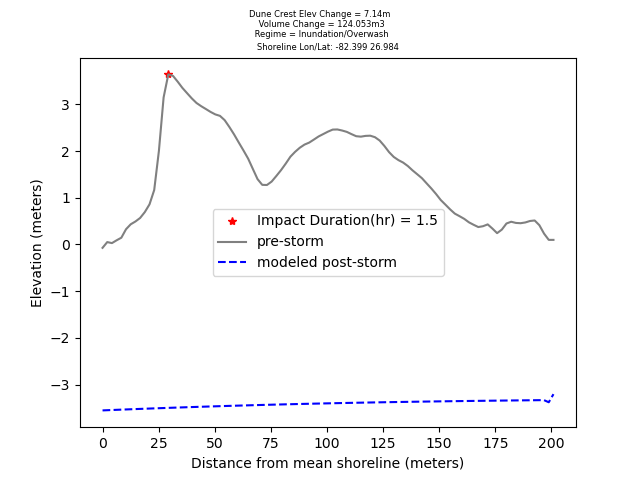 Dune Crest Elev Change = 7.14m
Volume Change = 124.053m3
Regime = Inundation/Overwash
Shoreline Lon/Lat: -82.399 26.984
3
2
1
0
−1
−2
−3
Elevation (meters)
Impact Duration(hr) = 1.5
pre-storm
modeled post-storm
0 25 50 75 100 125 150 175 200
Distance from mean shoreline (meters)